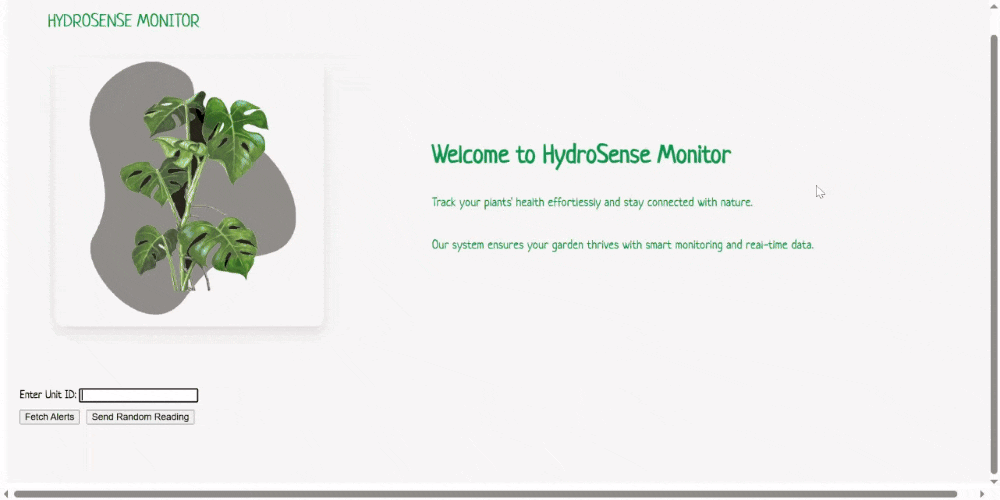 HYDROSENSE MONITOR
Welcome to HydroSense Monitor
Track your plants' health effortlessly and stay connected with nature.
Our system ensures your garden thrives with smart monitoring and real-time data.
Enter Unit ID:
Fetch Alerts Send Random Reading